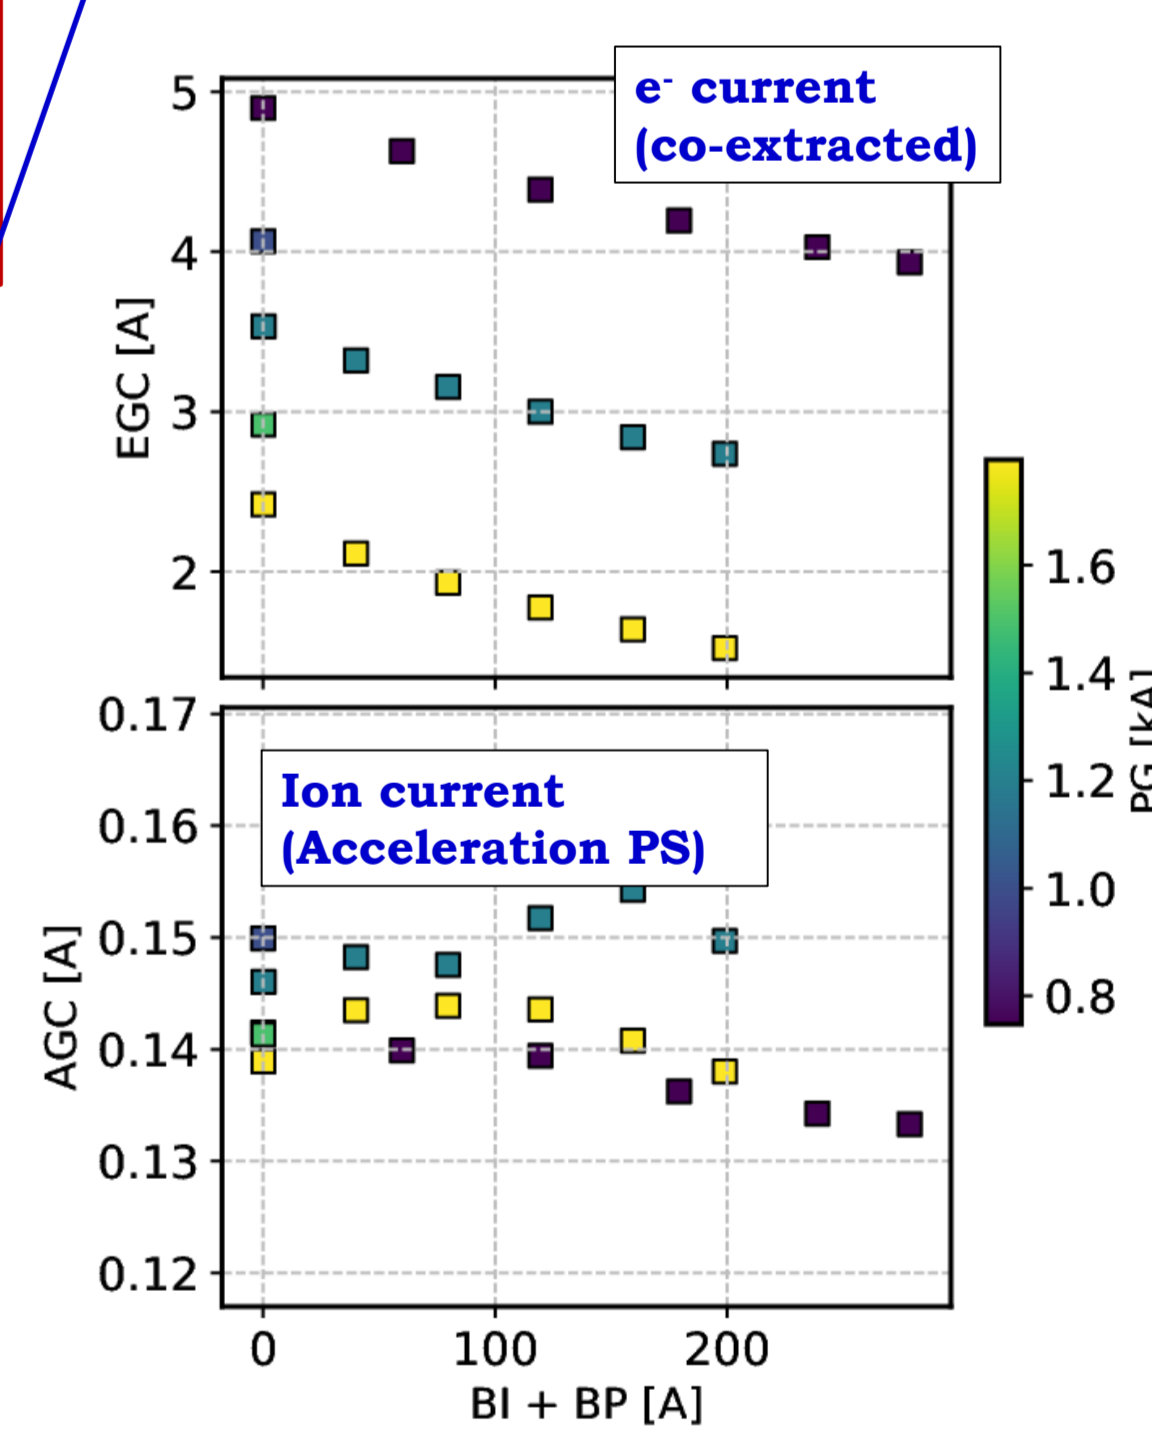 e- current
(co-extracted)
5
4
3
2
EGC [A]
Ion current
(Acceleration PS)
0.17
0.16
0.15
0.14
0.13
0.12
AGC [A]
0
100
200
BI + BP [A]
1.6
1.4
1.2
1.0
0.8
PG [kA]